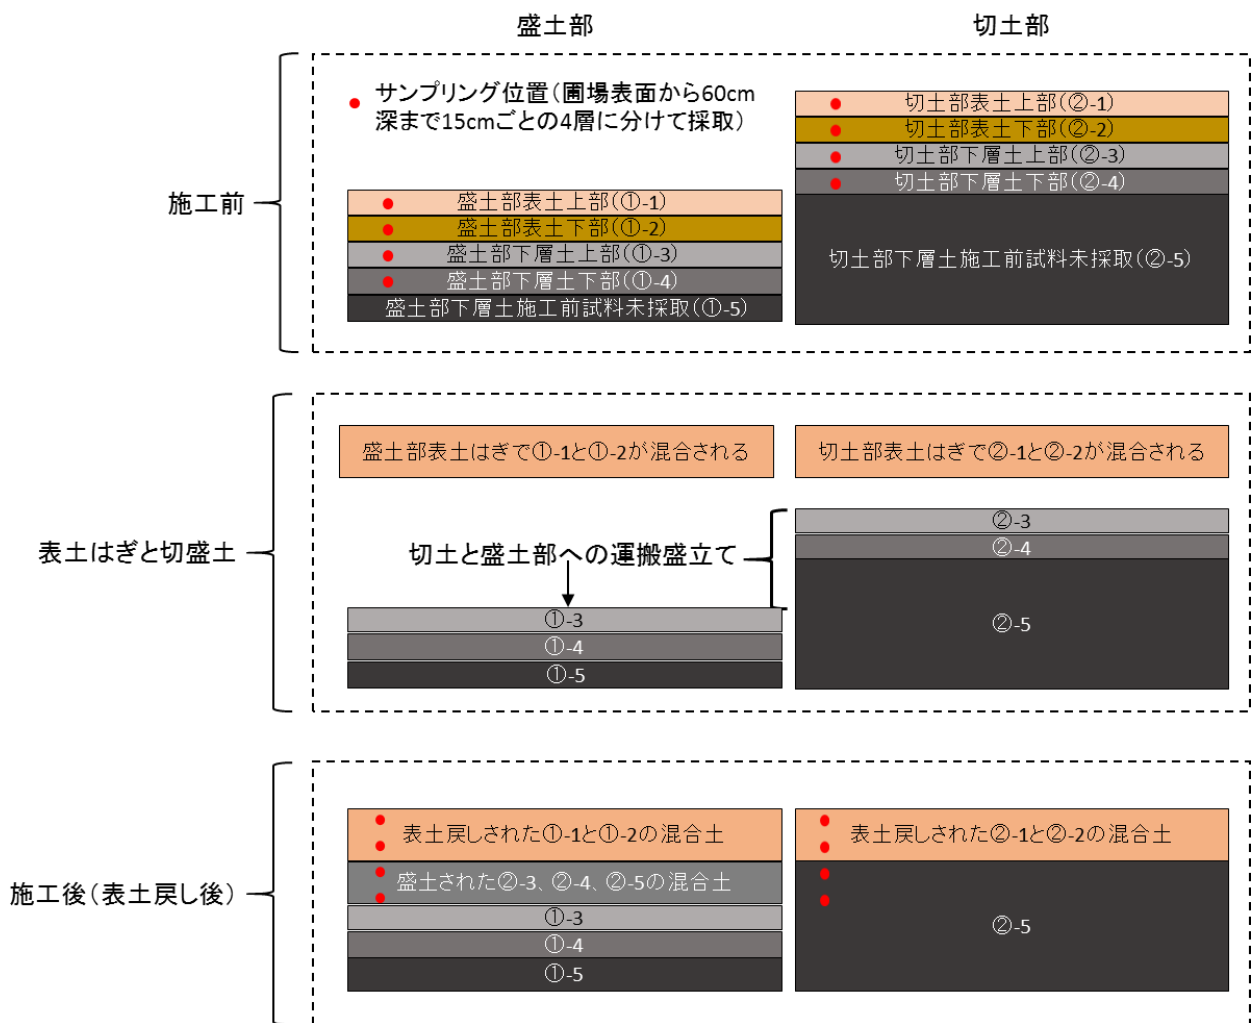 盛土部
切土部
サンプリング位置（圃場表面から60cm
深まで15cmごとの4層に分けて採取）
施工前
盛土部表土上部（①-1）
盛土部表土下部（①-2）
盛土部下層土上部（①-3）
盛土部下層土下部（①-4）
盛土部下層土施工前試料未採取（①-5）
切土部表土上部（②-1）
切土部表土下部（②-2）
切土部下層土上部（②-3）
切土部下層土下部（②-4）
切土部下層土施工前試料未採取（②-5）
表土はぎと切盛土
盛土部表土はぎで①-1と①-2が混合される
切土部表土はぎで②-1と②-2が混合される
切土と盛土部への運搬盛立て
①-3
①-4
①-5
②-3
②-4
②-5
施工後（表土戻し後）
表土戻しされた①-1と①-2の混合土
盛土された②-3、②-4、②-5の混合土
①-3
①-4
①-5
表土戻しされた②-1と②-2の混合土
②-5